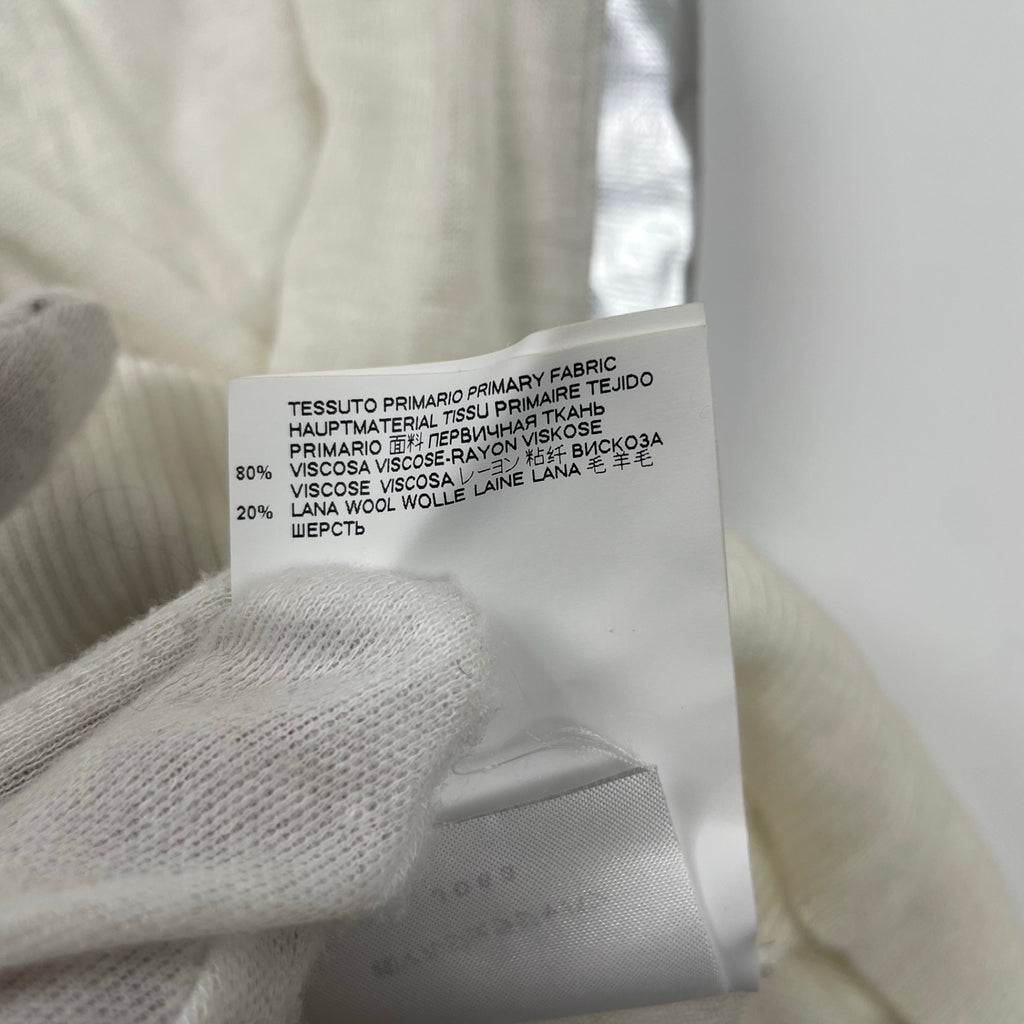 TESSUTO PRIMARIO PRIMARY FABRIC
HAUPTMATERIAL TISSU PRIMAIRE TEJIDO
PRIMARIO 面料 ПЕРВИЧНАЯ ТКАНЬ
80% VISCOSA VISCOSE-RAYON VISKOSE
VISCOSE VISCOSA レーヨン 粘纤 ВИСКОЗА
20% LANA WOOL WOLLE LAINE LANA 毛 羊毛
ШЕРСТЬ